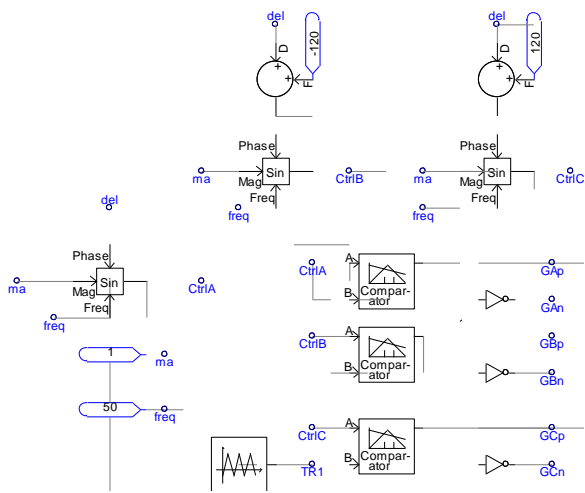 del
del
-120
120
D
D
+
+
+
+
F
F
Phase
Phase
ma
Sin
CtrlB
ma
Sin
CtrlC
Mag
Mag
Freq
Freq
freq
freq
del
Phase
ma
Sin
CtrlA
Mag
Freq
freq
CtrlA
A
B
Compar-
ator
GAp
GAn
1
ma
CtrlB
A
B
Compar-
ator
GBp
GBn
50
freq
CtrlC
A
B
Compar-
ator
GCp
TR1
GCn